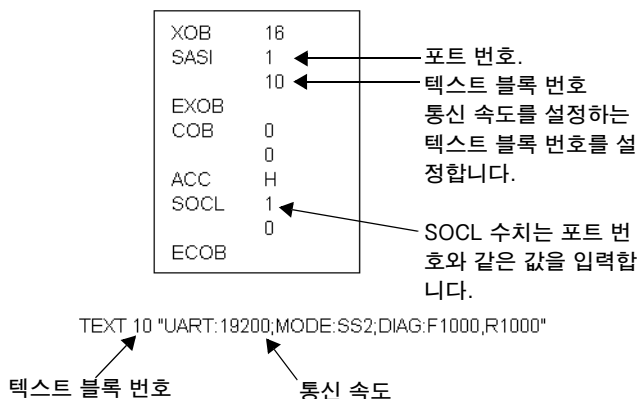 XOB 16
SASI 1
10
EXOB
COB 0
0
ACC H
SOCL 1
0
ECOB
포트 번호.
텍스트 블록 번호
통신 속도를 설정하는
텍스트 블록 번호를 설
정합니다.
SOCL 수치는 포트 번
호와 같은 값을 입력합
니다.
TEXT 10 "UART:19200;MODE:SS2;DIAG:F1000,R1000"
텍스트 블록 번호
통신 속도